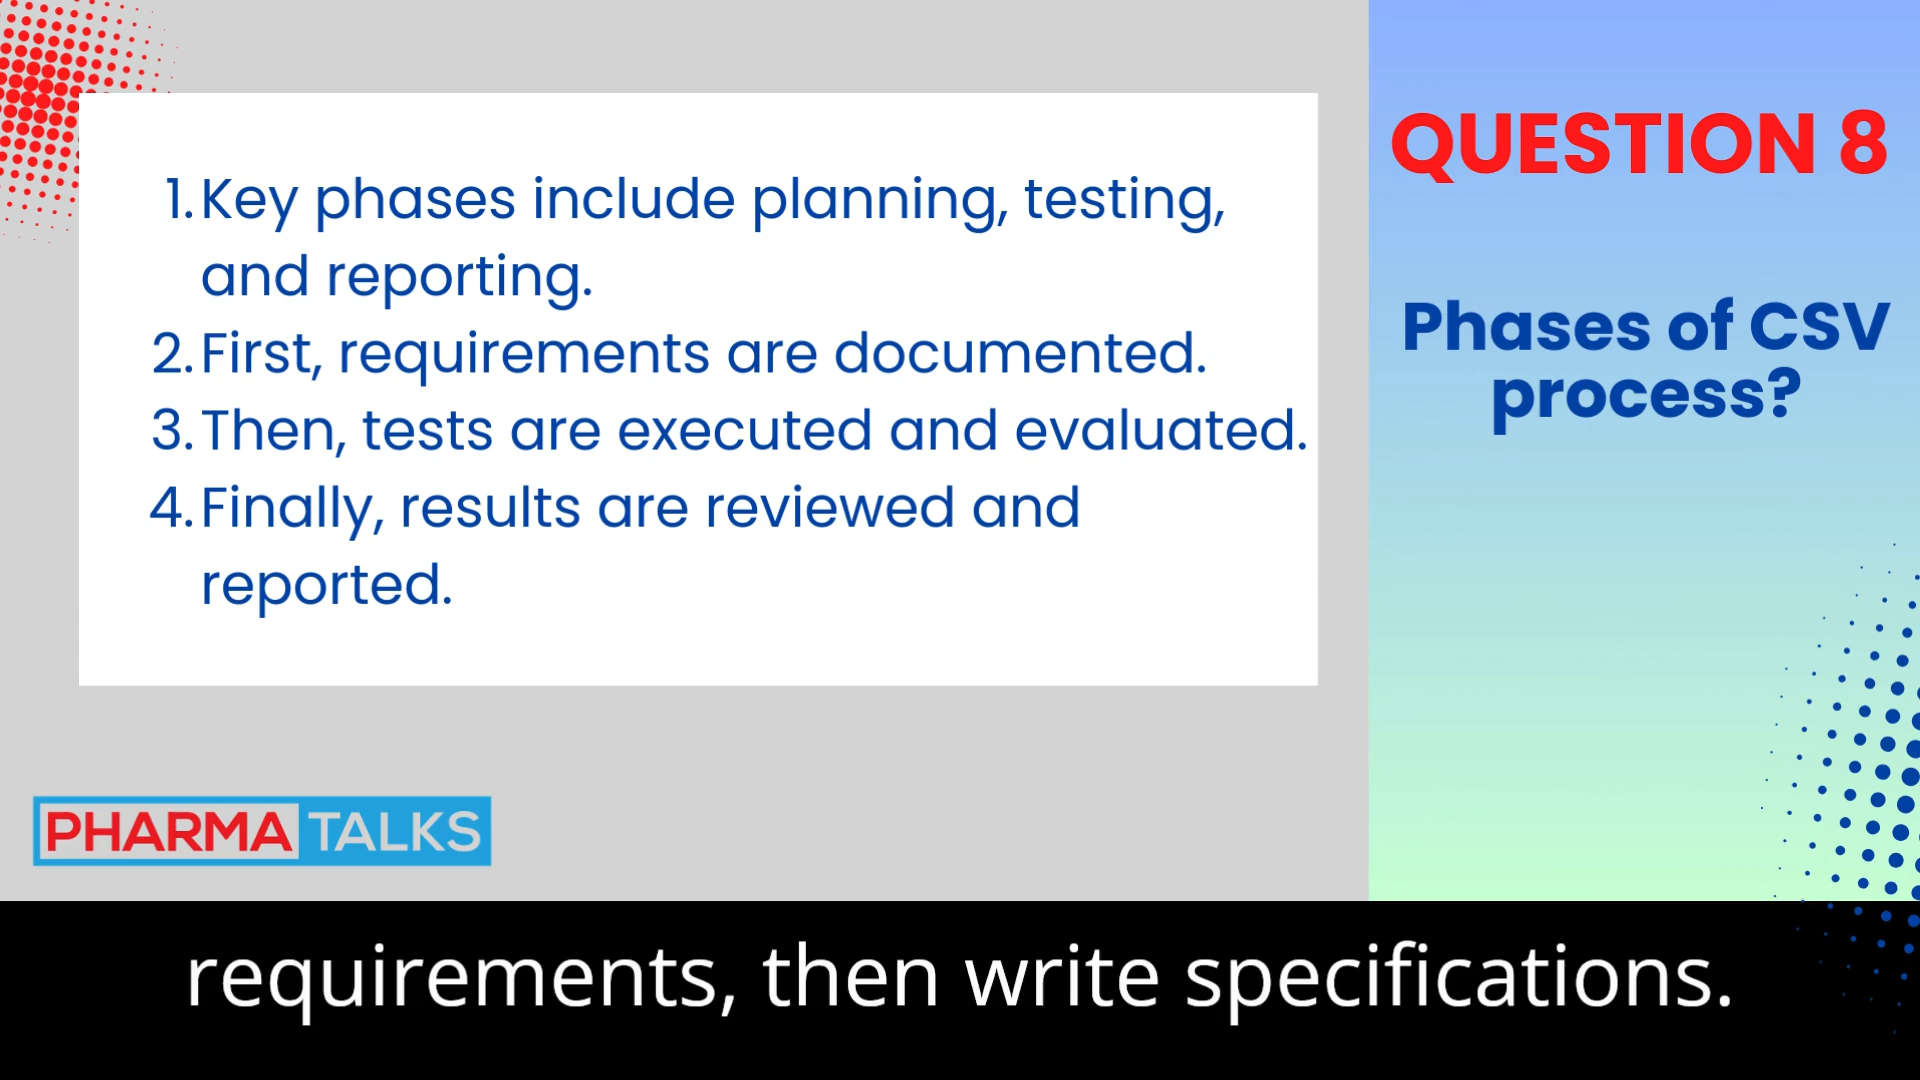 1. Key phases include planning, testing,
and reporting.
2. First, requirements are documented.
3. Then, tests are executed and evaluated.
4. Finally, results are reviewed and
reported.
QUESTION 8
Phases of CSV
process?
PHARMA TALKS
requirements, then write specifications.